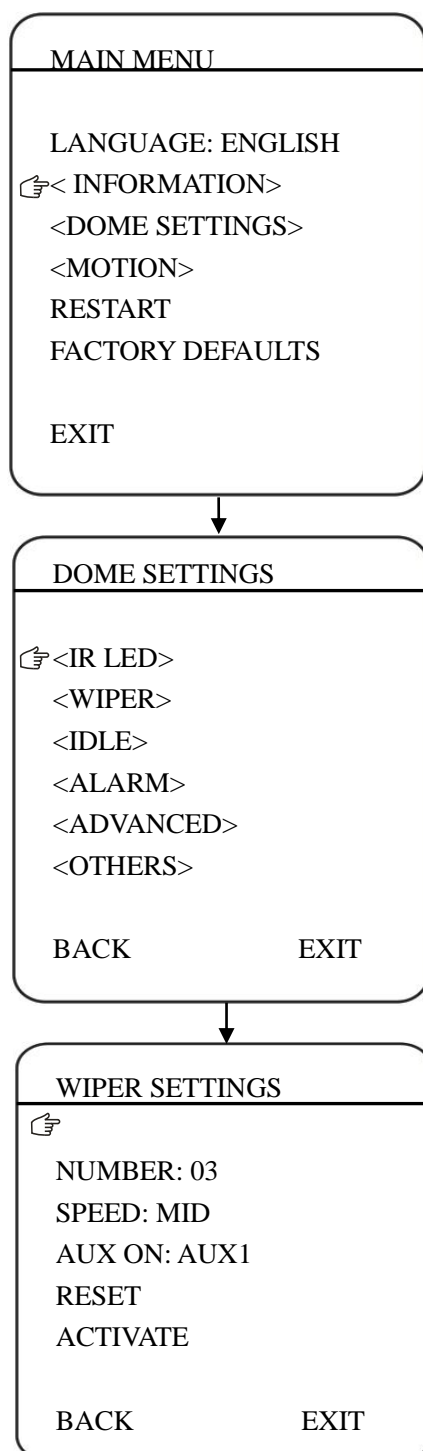 MAIN MENU
LANGUAGE: ENGLISH
< INFORMATION>
<DOME SETTINGS>
<MOTION>
RESTART
FACTORY DEFAULTS
EXIT
DOME SETTINGS
<IR LED>
<WIPER>
<IDLE>
<ALARM>
<ADVANCED>
<OTHERS>
BACK EXIT
WIPER SETTINGS
NUMBER: 03
SPEED: MID
AUX ON: AUX1
RESET
ACTIVATE
BACK EXIT